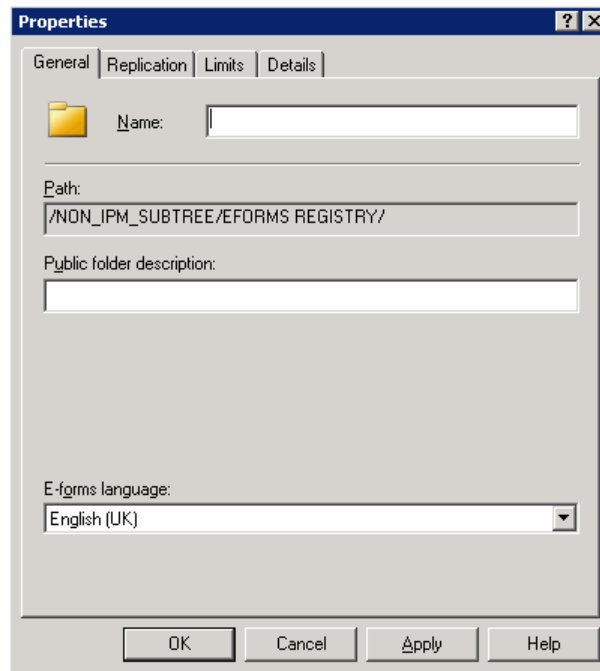 Properties
General Replication Limits Details
Name:
Path:
/NON_IPM_SUBTREE/EFORMS REGISTRY/
Public folder description:
E-forms language:
English (UK)
OK Cancel Apply Help